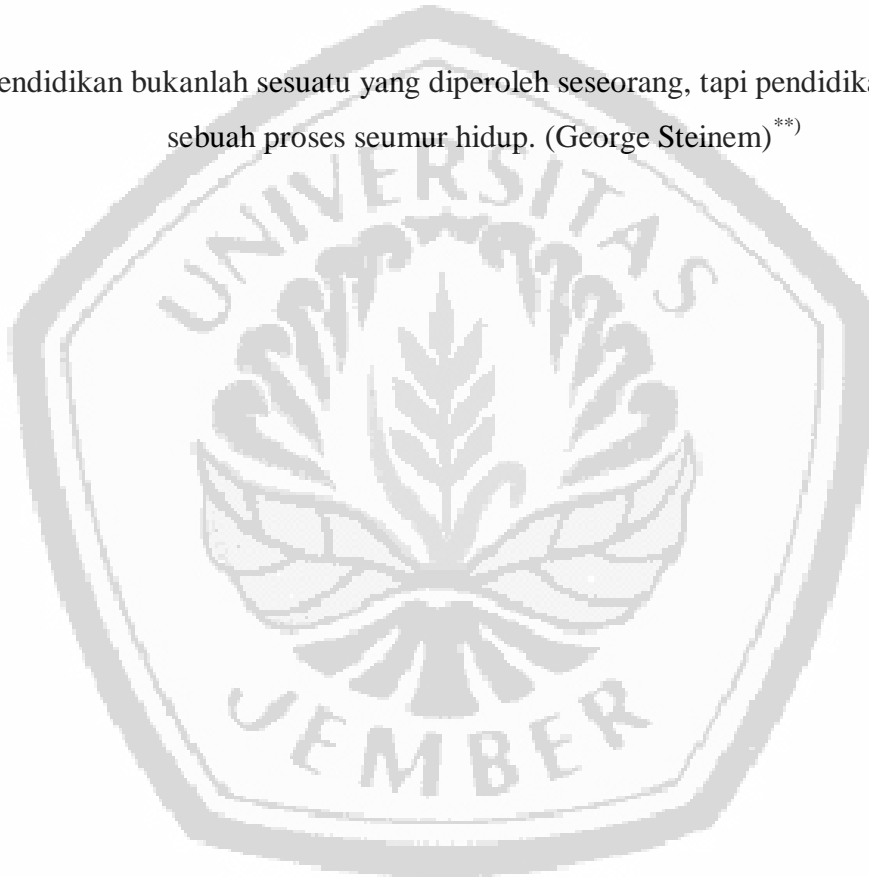 endidikan bukanlah sesuatu yang diperoleh seseorang, tapi pendidika
sebuah proses seumur hidup. (George Steinem)**)
UNIVERSITAS
JEMBER